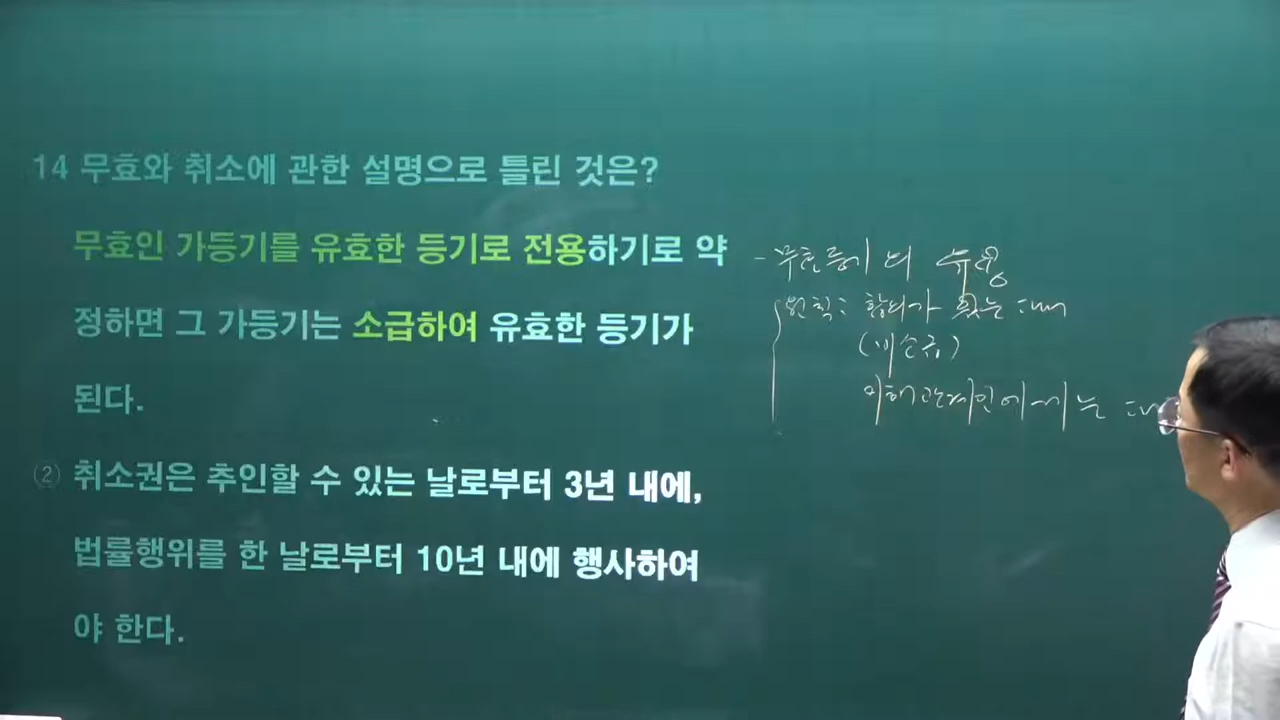 14 무효와 취소에 관한 설명으로 틀린 것은?
무효인 가등기를 유효한 등기로 전용하기로 약
정하면 그 가등기는 소급하여 유효한 등기가
된다.
(2) 취소권은 추인할 수 있는 날로부터 3년 내에,
법률행위를 한 날로부터 10년 내에 행사하여
야 한다.
- 무효등기의 유용
원칙: 합의가 있는
(비소급)
이해관계인에서는